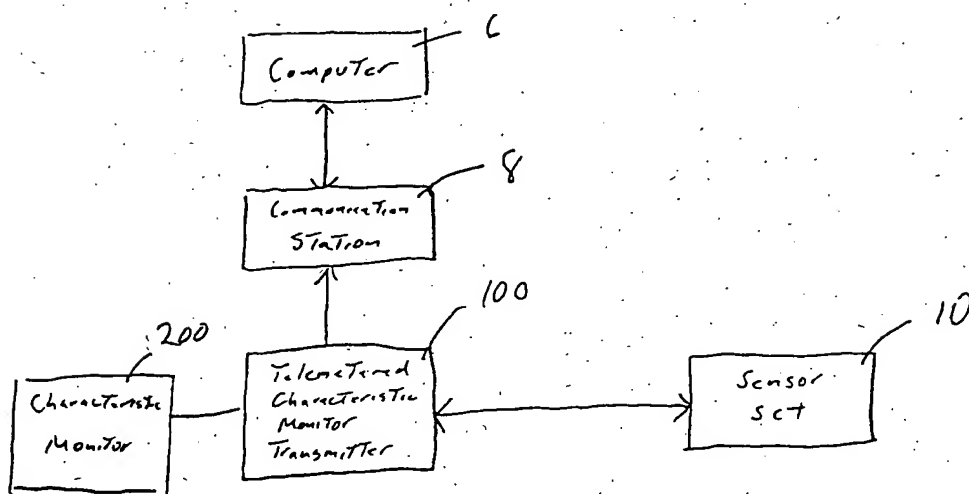 6
Computer
8
Communication
Station
100
200
10
Telemetered
Characteristic
Monitor
Transmitter
Characteristic
Monitor
Sensor
Set